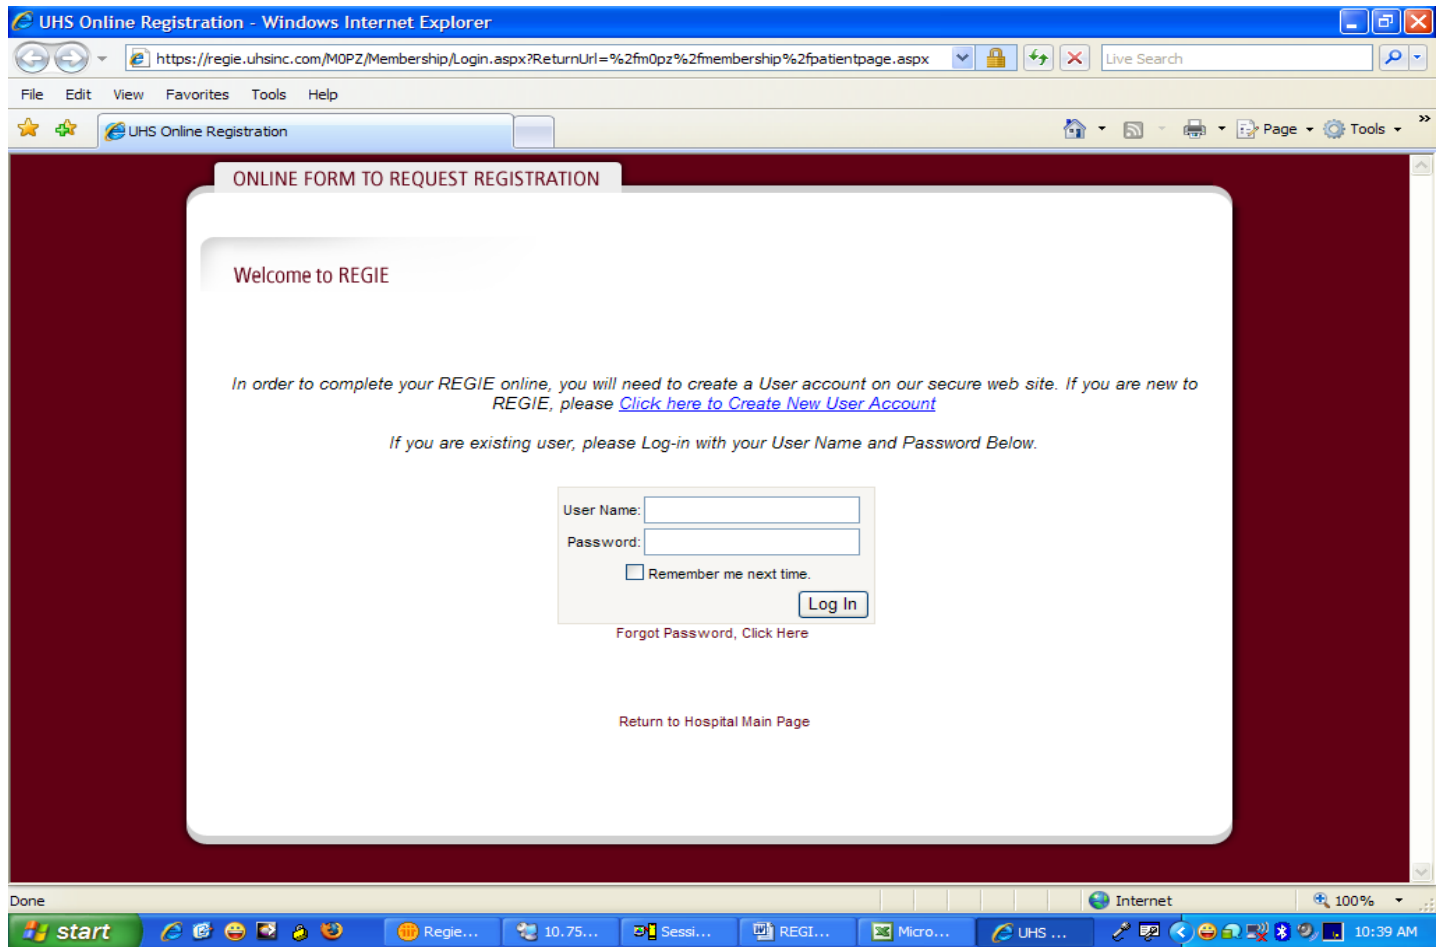 UHS Online Registration - Windows Internet Explorer
https://regie.uhsinc.com/M0PZ/Membership/Login.aspx?ReturnUrl=%2fm0pz%2fmembership%2fpatientpage.aspx
Live Search
File Edit View Favorites Tools Help
UHS Online Registration
Page Tools
ONLINE FORM TO REQUEST REGISTRATION
Welcome to REGIE
In order to complete your REGIE online, you will need to create a User account on our secure web site. If you are new to
REGIE, please Click here to Create New User Account
If you are existing user, please Log-in with your User Name and Password Below.
User Name:
Password:
Remember me next time.
Log In
Forgot Password, Click Here
Return to Hospital Main Page
Done
Internet
100%
start
Regie...
10.75...
Sessi...
REGI...
Micro...
UHS ...
10:39 AM